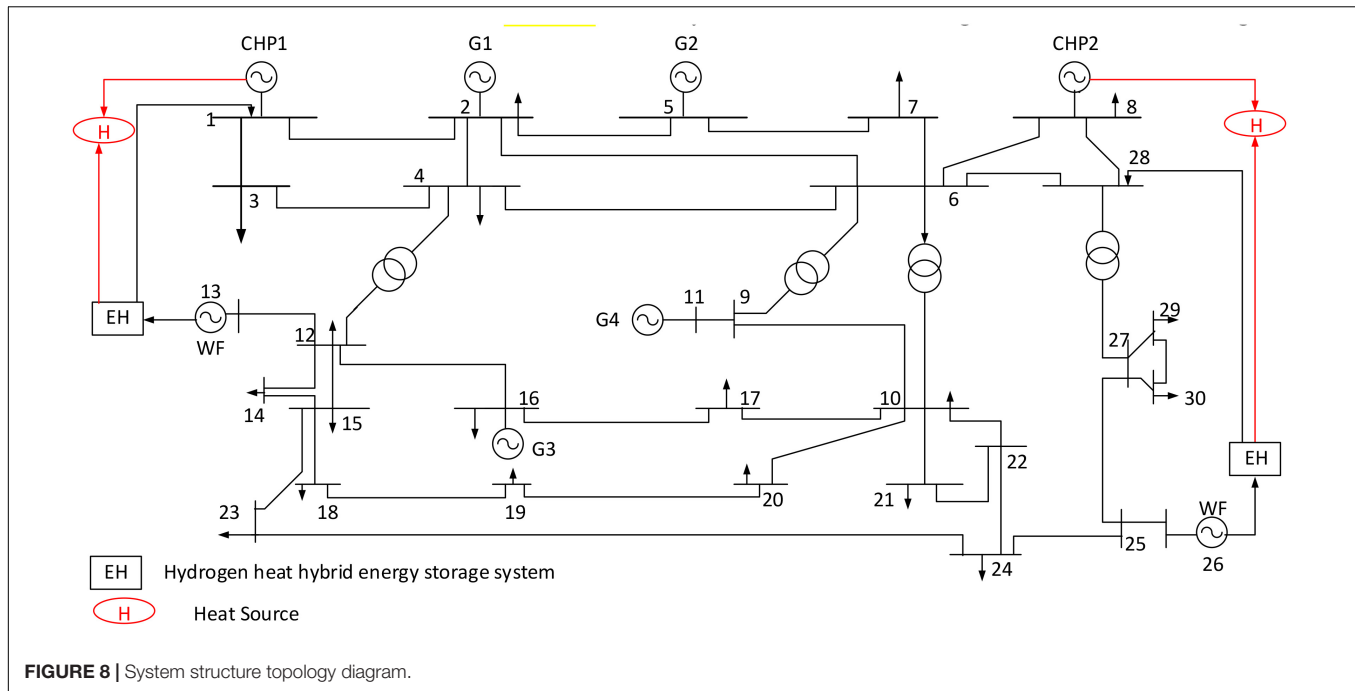 CHP1 G1 G2 CHP2
H 1 2 5 7 8 H
28
4
3 6
13 11 9 29
EH G4 27
WF 12
16 17 10 30
14 15
G3 22 EH
20 21 WF
23 18 19
25
24 26
EH Hydrogen heat hybrid energy storage system
H Heat Source
FIGURE 8 | System structure topology diagram.